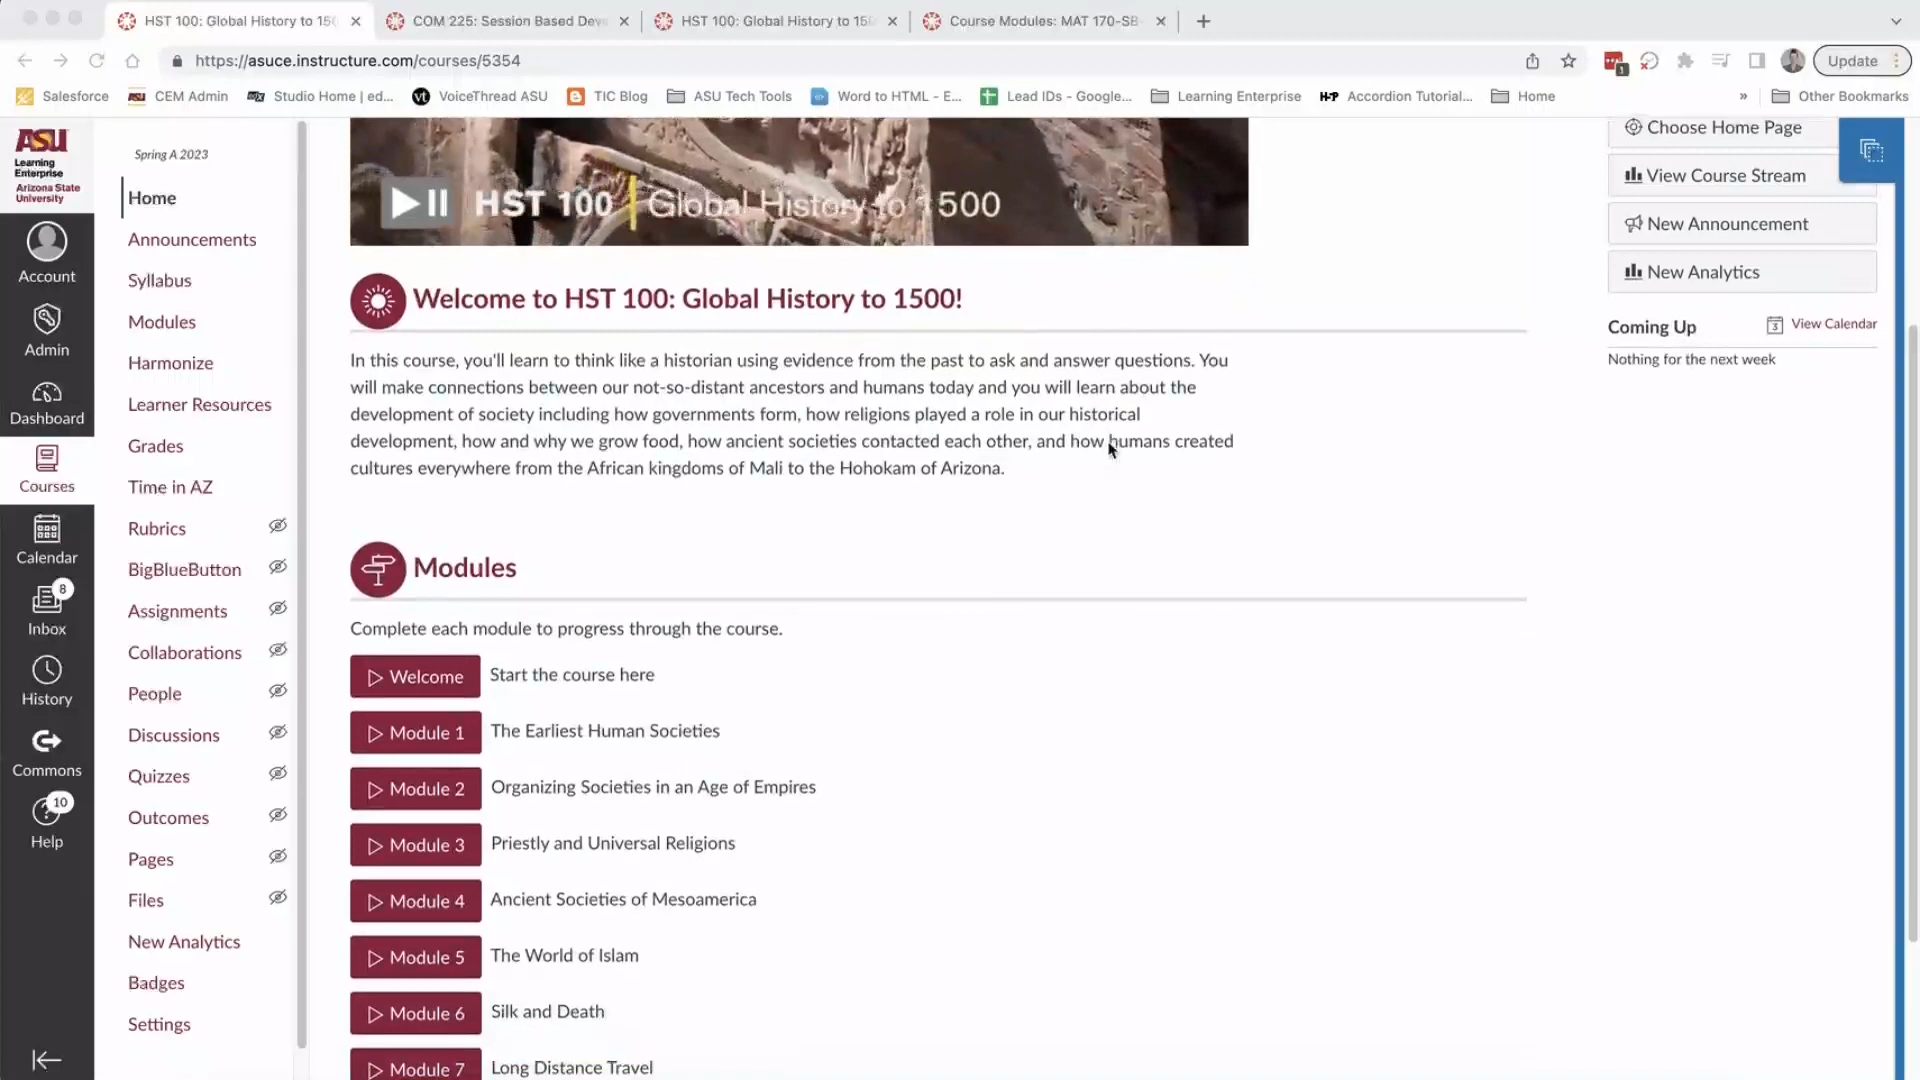 HST 100: Global History to 150
COM 225: Session Based Deve
HST 100: Global History to 150
Course Modules: MAT 170-SB-
https://asuce.instructure.com/courses/5354
1
Update
Salesforce
CEM Admin
Studio Home | ed...
VoiceThread ASU
TIC Blog
ASU Tech Tools
Word to HTML - E...
Lead IDs - Google...
Learning Enterprise
Accordion Tutorial...
Home
»
Other Bookmarks
ASU
Learning
Enterprise
Arizona State
University
Account
Admin
Dashboard
Courses
Calendar
8
Inbox
History
Commons
10
Help
Spring A 2023
Home
Announcements
Syllabus
Modules
Harmonize
Learner Resources
Grades
Time in AZ
Rubrics
BigBlueButton
Assignments
Collaborations
People
Discussions
Quizzes
Outcomes
Pages
Files
New Analytics
Badges
Settings
HST 100 | Global History to 1500
Welcome to HST 100: Global History to 1500!
In this course, you'll learn to think like a historian using evidence from the past to ask and answer questions. You
will make connections between our not-so-distant ancestors and humans today and you will learn about the
development of society including how governments form, how religions played a role in our historical
development, how and why we grow food, how ancient societies contacted each other, and how humans created
cultures everywhere from the African kingdoms of Mali to the Hohokam of Arizona.
Modules
Complete each module to progress through the course.
Welcome Start the course here
Module 1 The Earliest Human Societies
Module 2 Organizing Societies in an Age of Empires
Module 3 Priestly and Universal Religions
Module 4 Ancient Societies of Mesoamerica
Module 5 The World of Islam
Module 6 Silk and Death
Module 7 Long Distance Travel
Choose Home Page
View Course Stream
New Announcement
New Analytics
Coming Up
3 View Calendar
Nothing for the next week